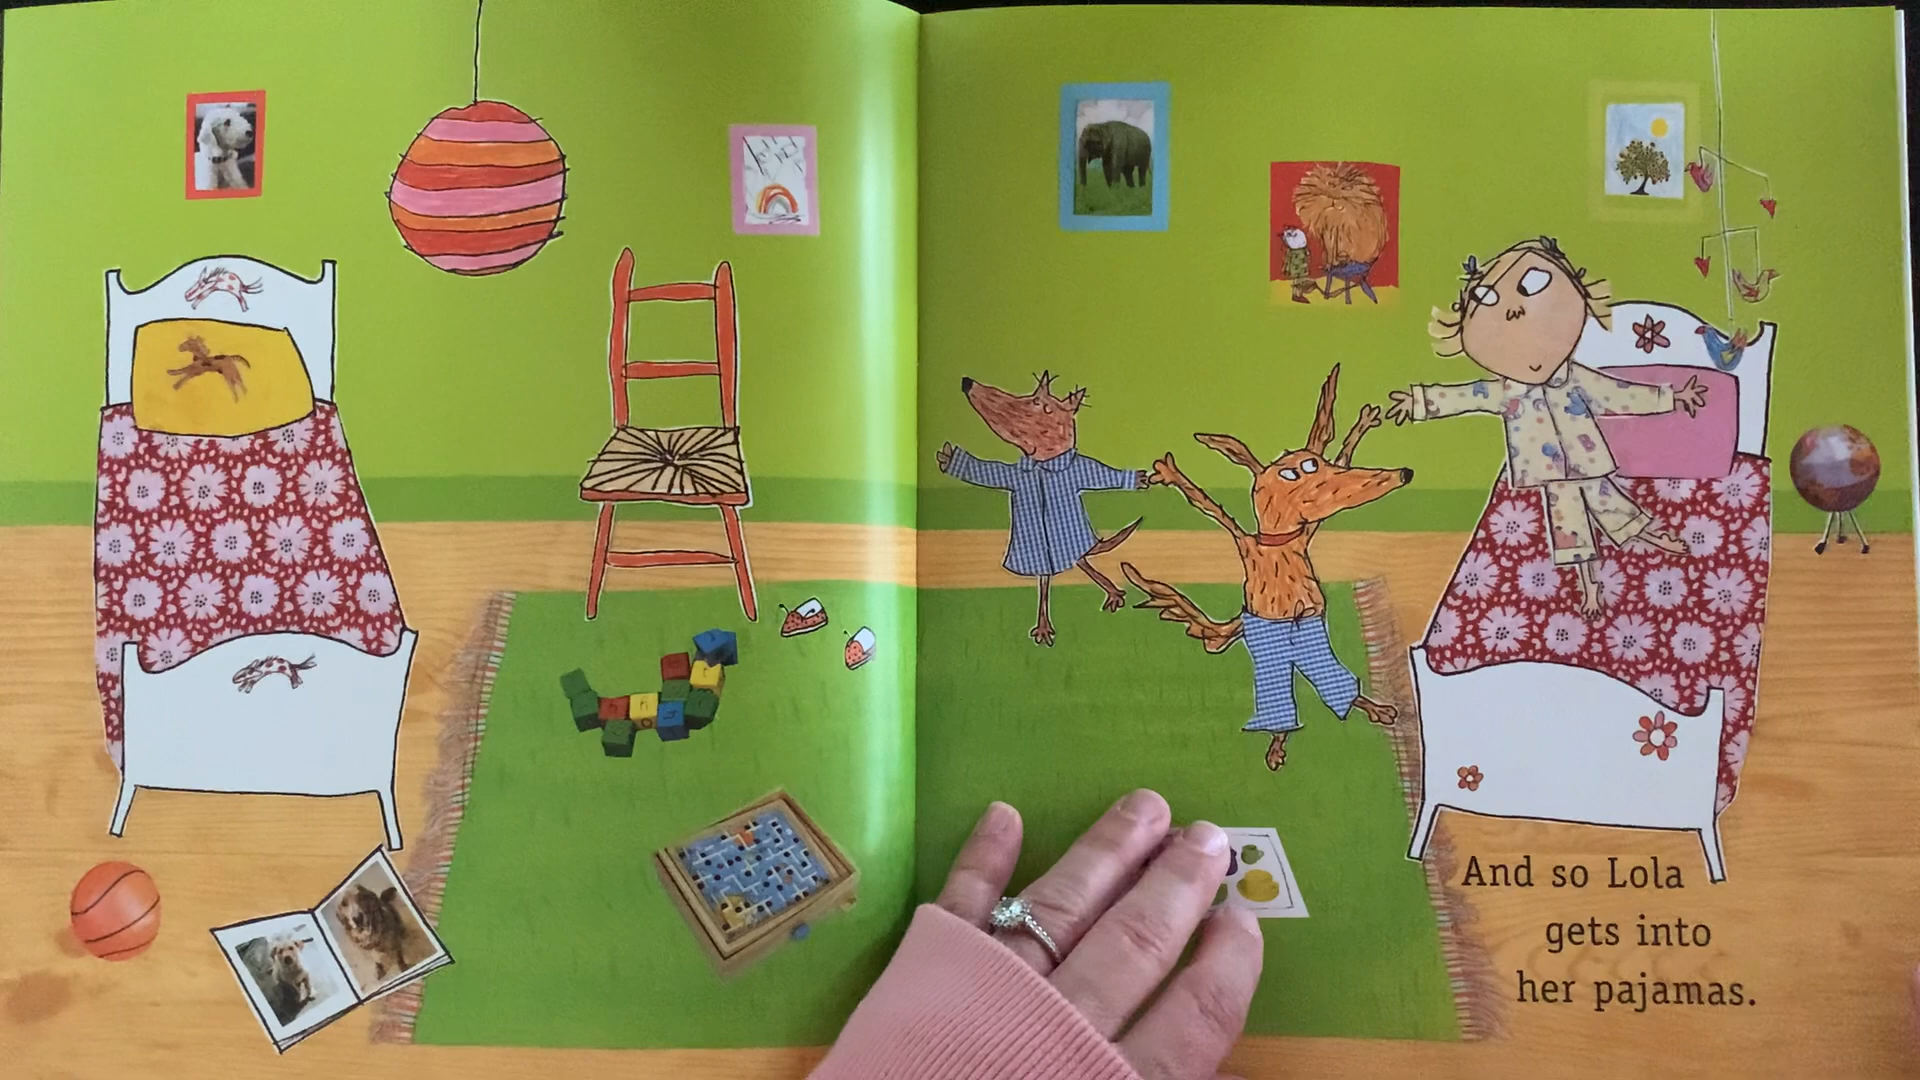 And so Lola
gets into
her pajamas.